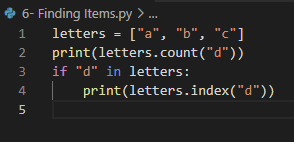 6- Finding Items.py > ...
1 letters = ["a", "b", "c"]
2 print(letters.count("d"))
3 if "d" in letters:
4     print(letters.index("d"))
5